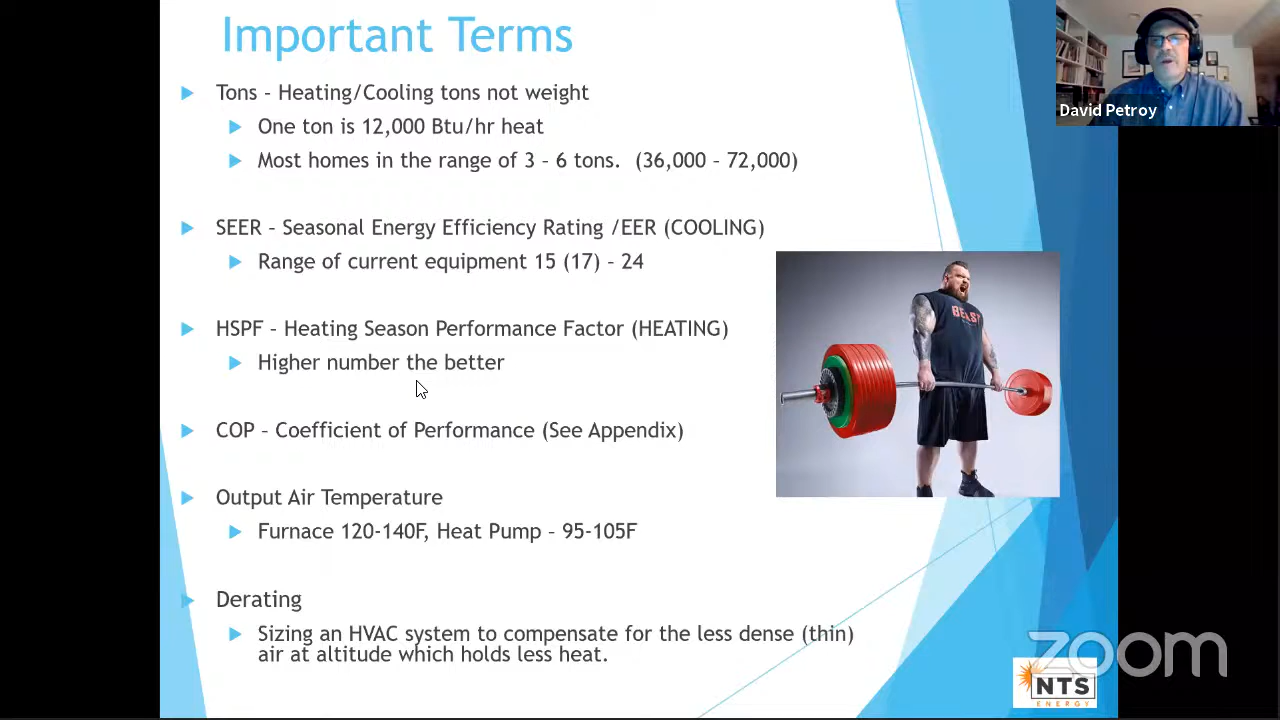 Important Terms
Tons – Heating/Cooling tons not weight
One ton is 12,000 Btu/hr heat
Most homes in the range of 3 – 6 tons. (36,000 – 72,000)
SEER – Seasonal Energy Efficiency Rating /EER (COOLING)
Range of current equipment 15 (17) – 24
HSPF – Heating Season Performance Factor (HEATING)
Higher number the better
COP – Coefficient of Performance (See Appendix)
Output Air Temperature
Furnace 120-140F, Heat Pump – 95-105F
Derating
Sizing an HVAC system to compensate for the less dense (thin)
air at altitude which holds less heat.
BEAST
David Petroy
zoom
NTS
ENERGY